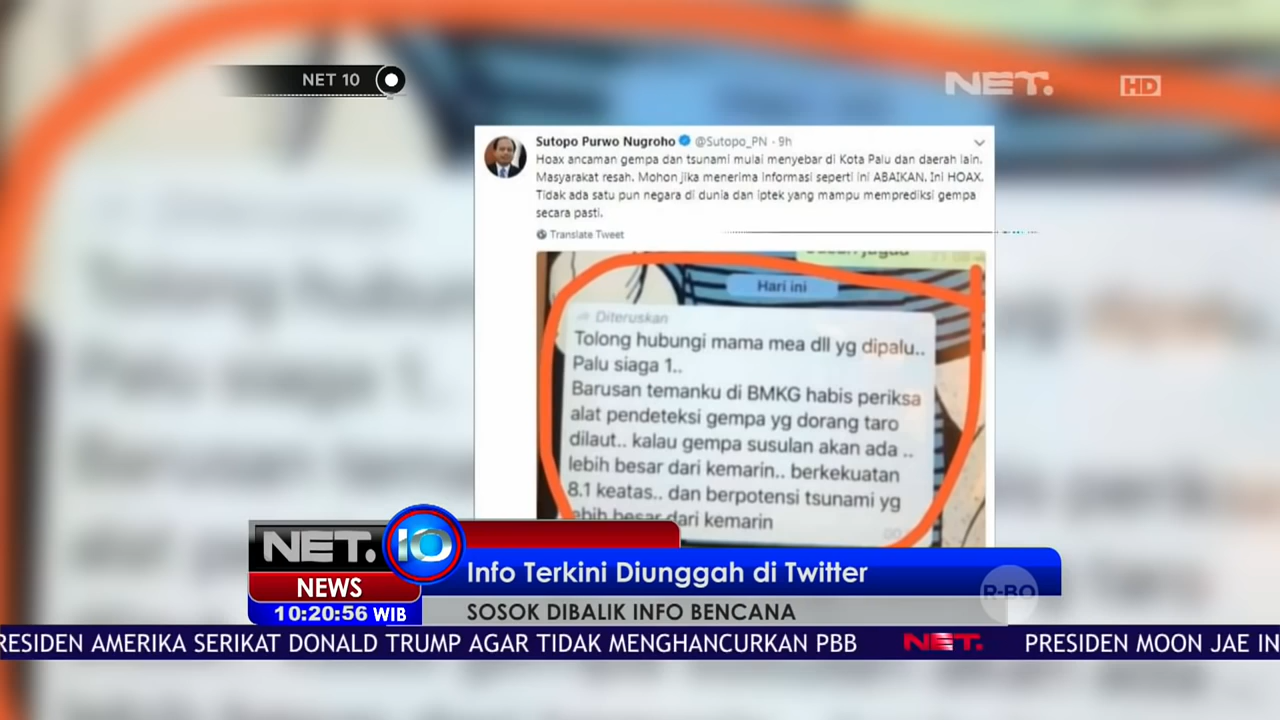 NET 10
NET.
HD
Sutopo Purwo Nugroho @Sutopo_PN · 9h
Hoax ancaman gempa dan tsunami mulai menyebar di Kota Palu dan daerah lain.
Masyarakat resah. Mohon jika menerima informasi seperti ini ABAIKAN. Ini HOAX.
Tidak ada satu pun negara di dunia dan iptek yang mampu memprediksi gempa
secara pasti.
Translate Tweet
Hari ini
Diteruskan
Tolong hubungi mama mea dll yg dipalu..
Palu siaga 1..
Barusan temanku di BMKG habis periksa
alat pendeteksi gempa yg dorang taro
dilaut.. kalau gempa susulan akan ada ..
lebih besar dari kemarin.. berkekuatan
8.1 keatas.. dan berpotensi tsunami yg
lebih besar dari kemarin
NET. 10
NEWS
10:20:56 WIB
Info Terkini Diunggah di Twitter
SOSOK DIBALIK INFO BENCANA
R-BO
RESIDEN AMERIKA SERIKAT DONALD TRUMP AGAR TIDAK MENGHANCURKAN PBB NET. PRESIDEN MOON JAE IN